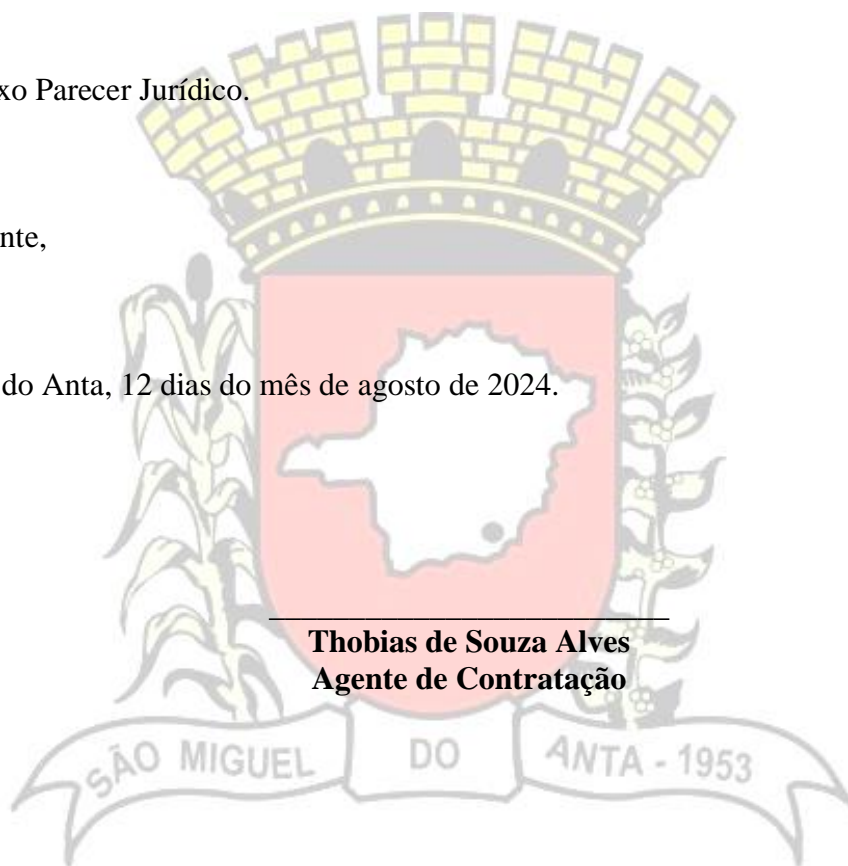 xo Parecer Jurídico.
nte,
do Anta, 12 dias do mês de agosto de 2024.
Thobias de Souza Alves
Agente de Contratação
SÃO MIGUEL DO ANTA - 1953